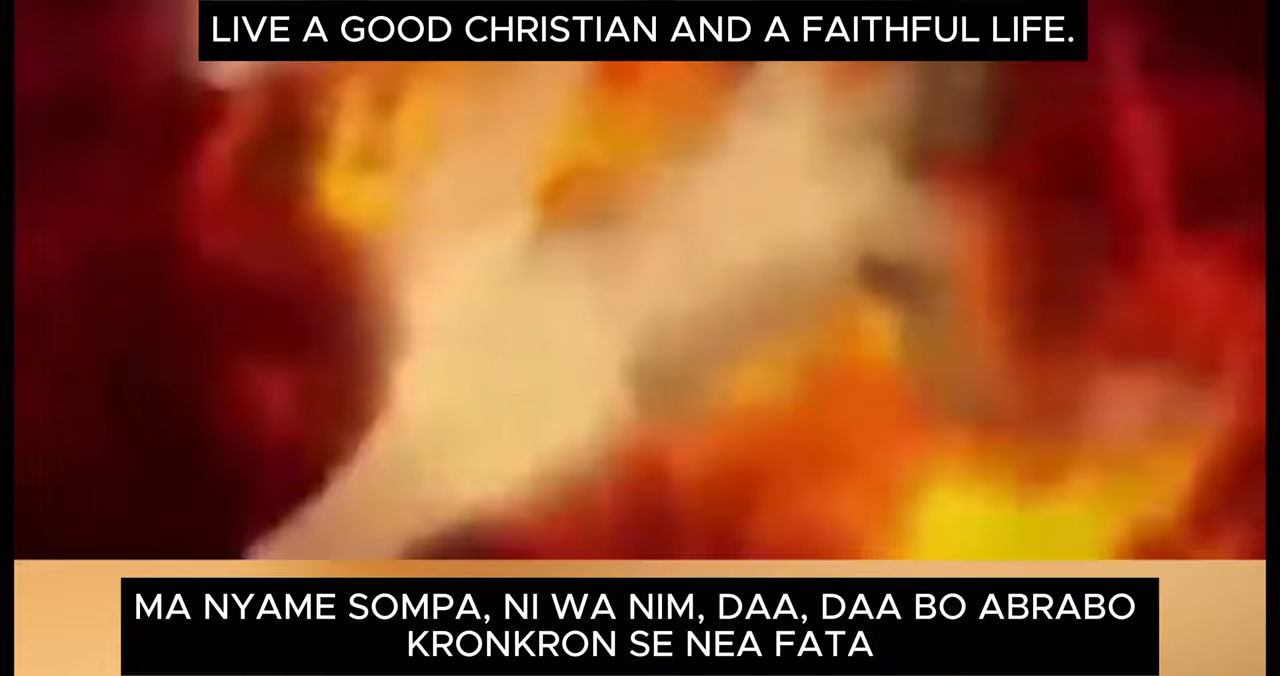 LIVE A GOOD CHRISTIAN AND A FAITHFUL LIFE.
MA NYAME SOMPA, NI WA NIM, DAA, DAA BO ABRABO
KRONKRON SE NEA FATA